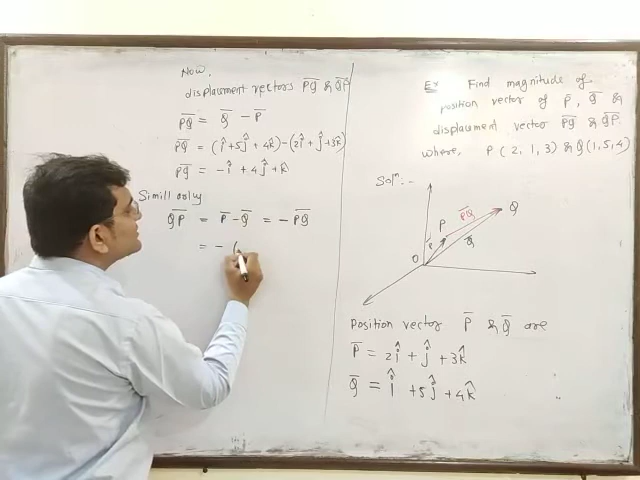 Now,
displacement vectors P̅Q̅ & Q̅P̅
P̅Q̅ = Q̅ - P̅
P̅Q̅ = (î+5ĵ+4k̂)-(2î+ĵ+3k̂)
P̅Q̅ = -î+4ĵ+k̂
Simillarly
Q̅P̅ = P̅-Q̅ = -P̅Q̅
= - (
Ex Find magnitude of
position vector of P̅, Q̅ &
displacement vector P̅Q̅ & Q̅P̅.
where, P(2,1,3) & Q(1,5,4)
Solⁿ:-
P̅Q̅
Q
P
P̅
Q̅
O
Position vector P̅ & Q̅ are
P̅ = 2î+ĵ+3k̂
Q̅ = î+5ĵ+4k̂